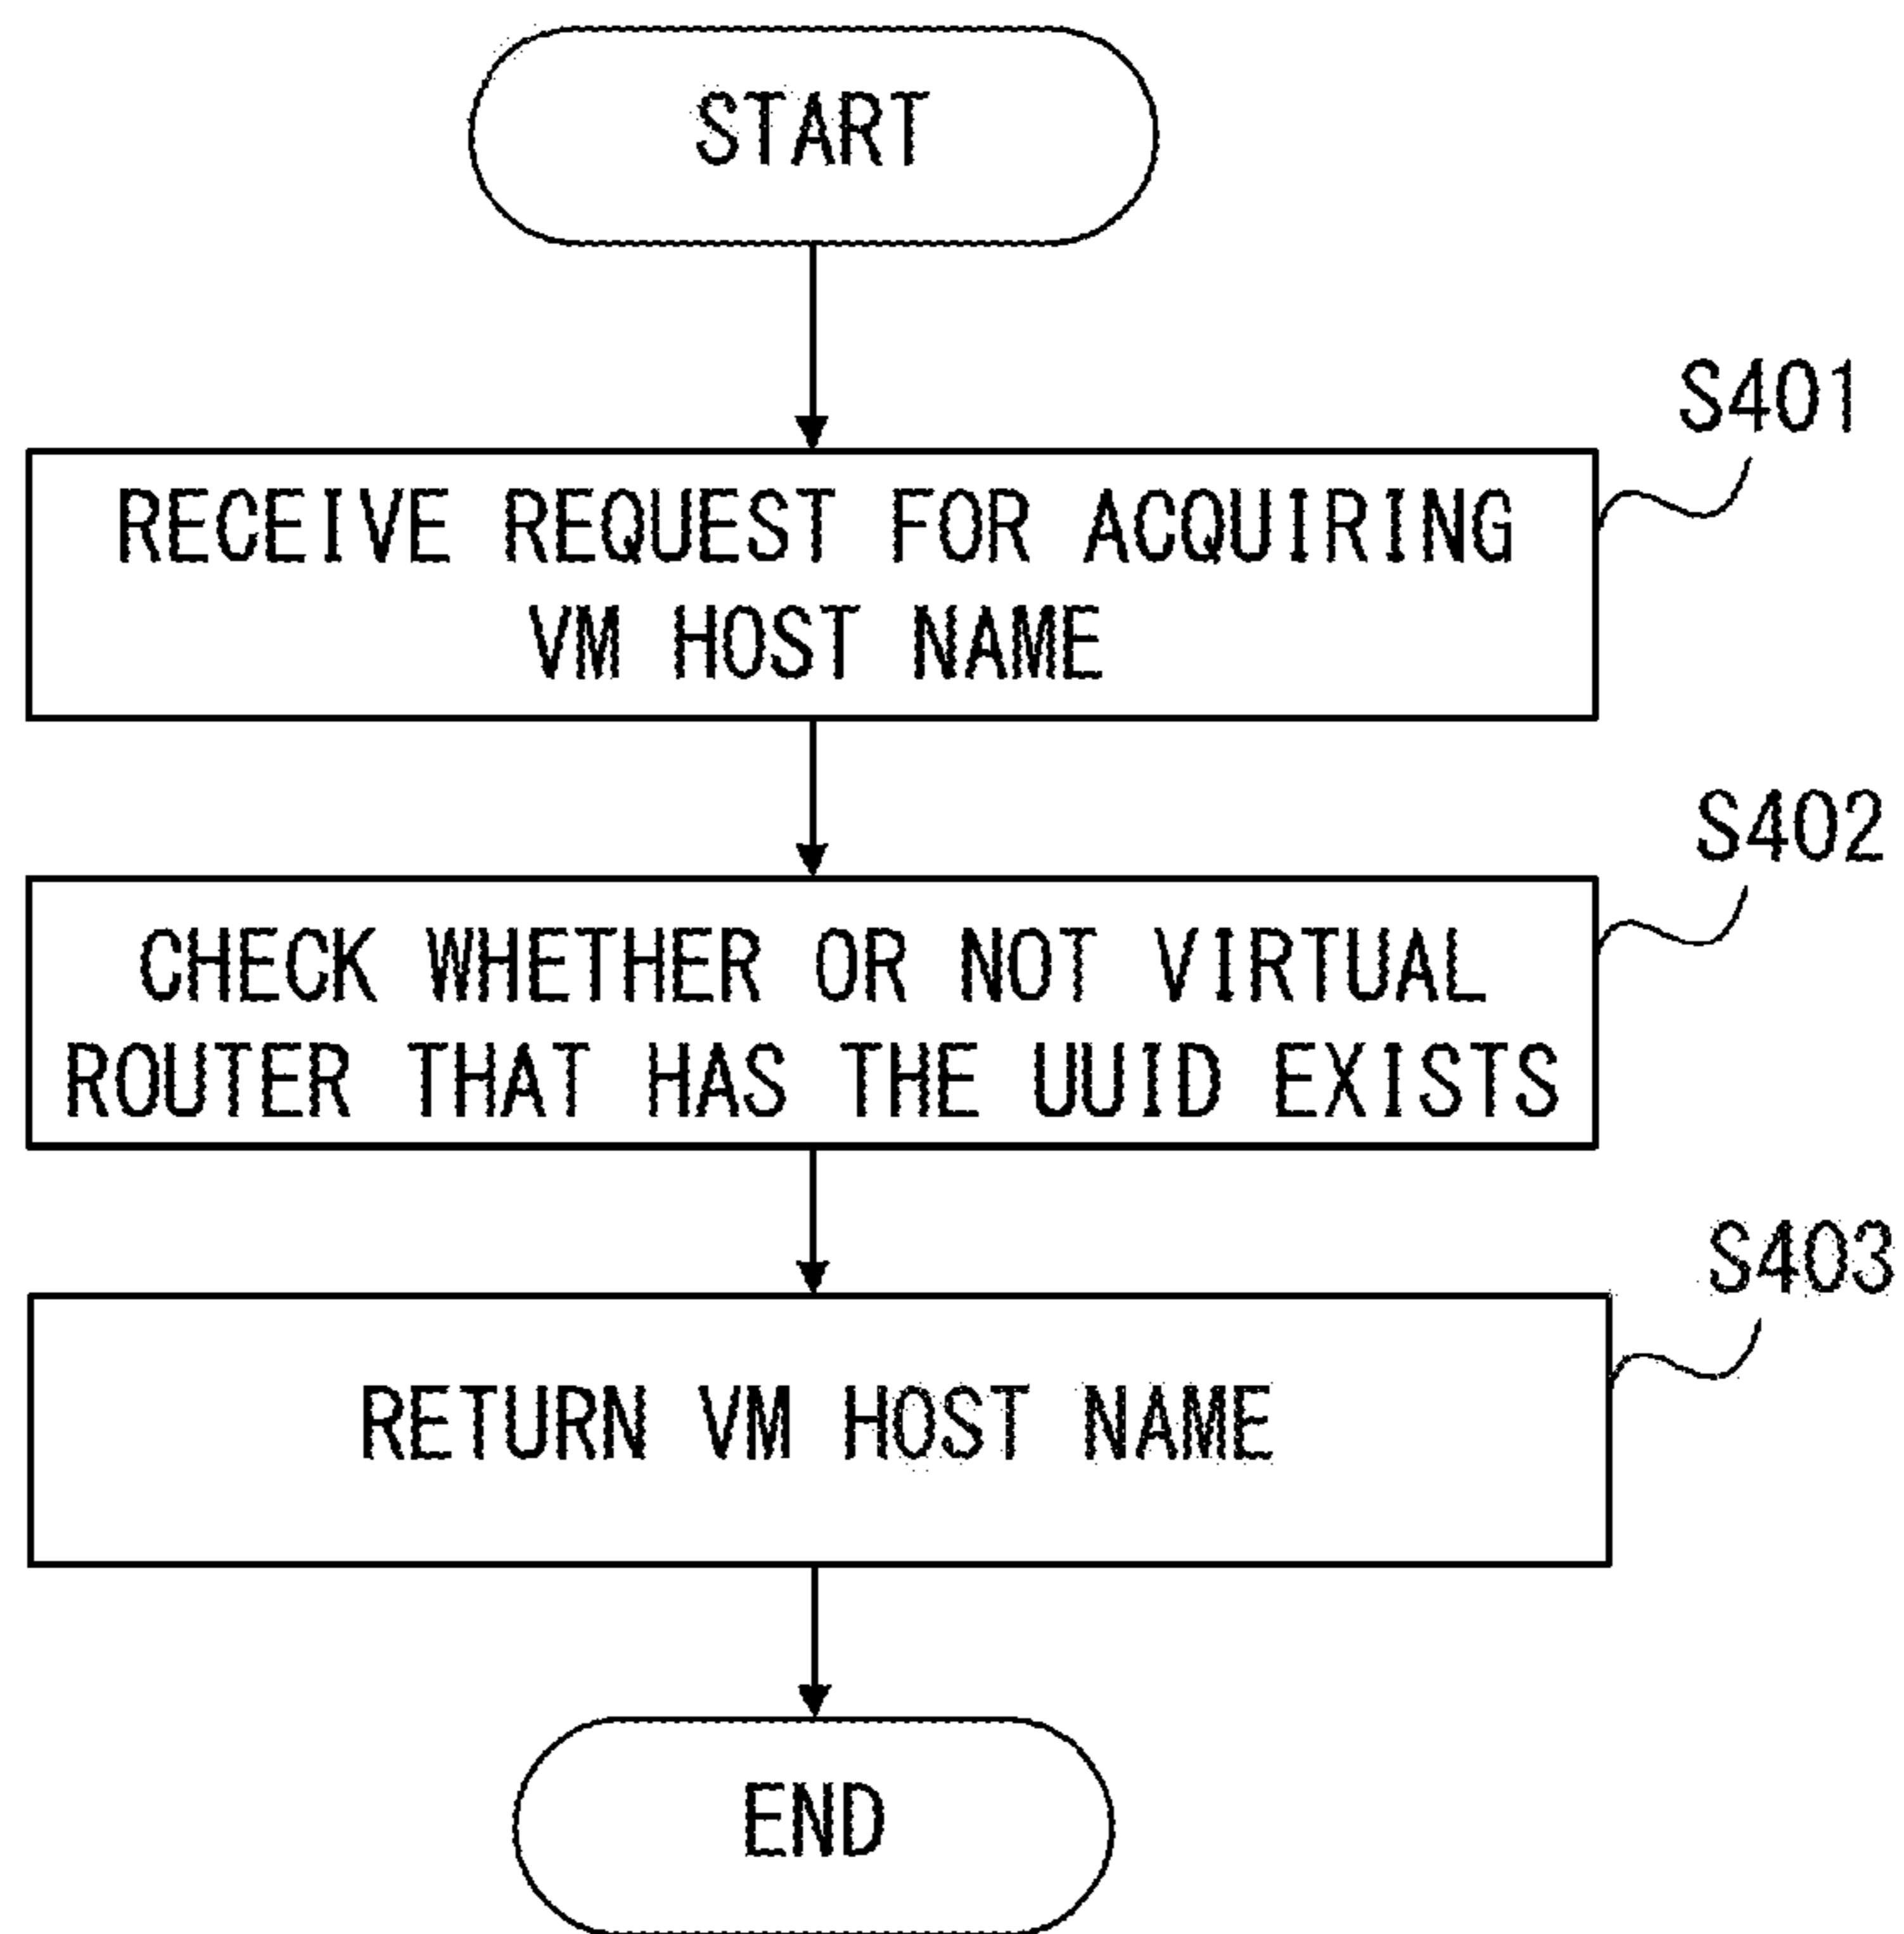 START
S401
RECEIVE REQUEST FOR ACQUIRING
VM HOST NAME
S402
CHECK WHETHER OR NOT VIRTUAL
ROUTER THAT HAS THE UUID EXISTS
S403
RETURN VM HOST NAME
END